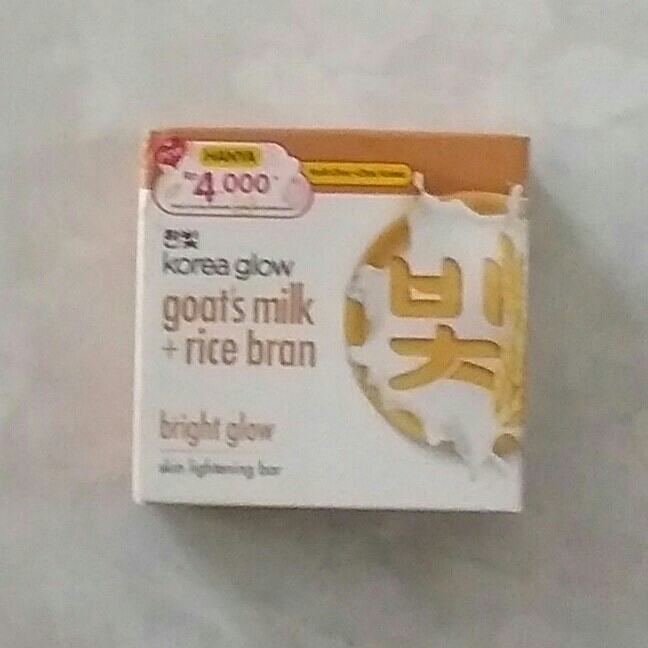 HANYA
Rp4.000
한빛
korea glow
goat's milk
+ rice bran
빛
bright glow
skin lightening bar